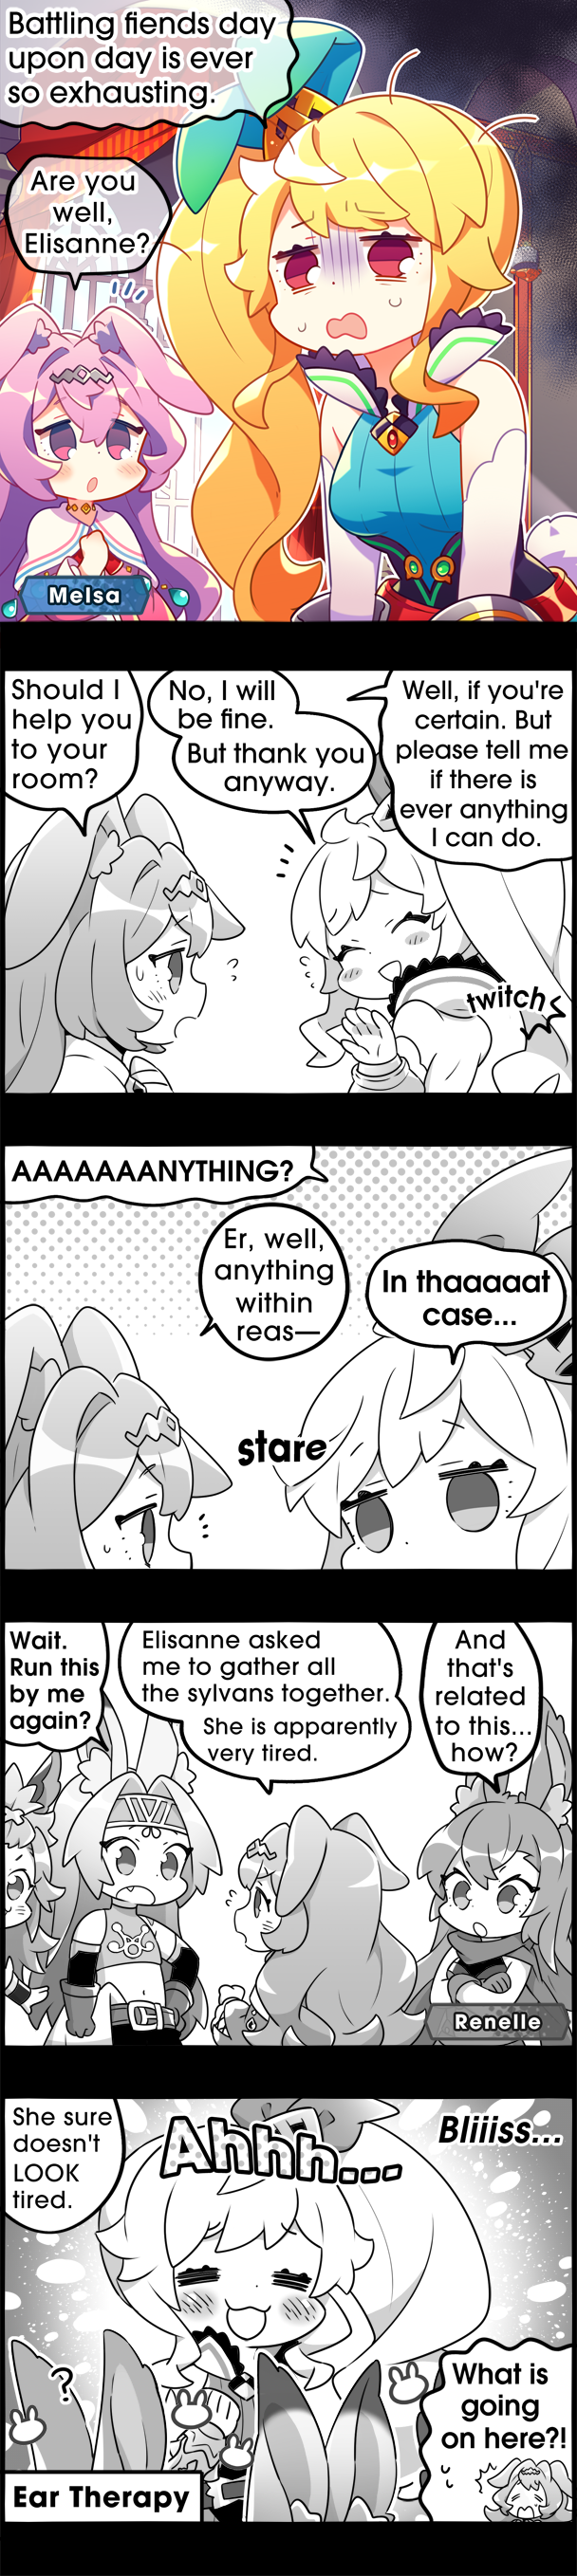 Battling fiends day
upon day is ever
so exhausting.
Are you
well,
Elisanne?
Melsa
Should I
help you
to your
room?
No, I will
be fine.
But thank you
anyway.
Well, if you're
certain. But
please tell me
if there is
ever anything
I can do.
twitch
AAAAAAANYTHING?
Er, well,
anything
within
reas—
In thaaaaat
case...
stare
Wait.
Run this
by me
again?
Elisanne asked
me to gather all
the sylvans together.
She is apparently
very tired.
And
that's
related
to this...
how?
Renelle
She sure
doesn't
LOOK
tired.
Ahhh...
Bliiiss...
?
What is
going
on here?!
Ear Therapy